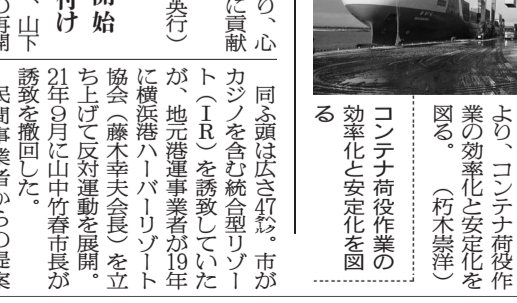 より、コンテナ荷役作
業の効率化と安定化を
図る。　（朽木崇洋）
コンテナ荷役作業の
効率化と安定化を図
る
り、心
に貢献
英行）
開始
付け
、山下
の再開
同ふ頭は広さ47㌶。市が
カジノを含む統合型リゾー
ト（ＩＲ）を誘致していた
が、地元港運事業者が19年
に横浜港ハーバーリゾート
協会（藤木幸夫会長）を立
ち上げて反対運動を展開。
21年９月に山中竹春市長が
誘致を撤回した。
民間事業者からの提案